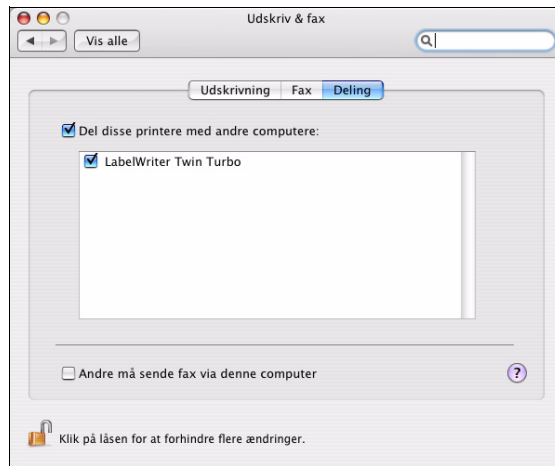 Udskriv & fax
Vis alle
Udskrivning Fax Deling
Del disse printere med andre computere:
LabelWriter Twin Turbo
Andre må sende fax via denne computer
?
Klik på låsen for at forhindre flere ændringer.